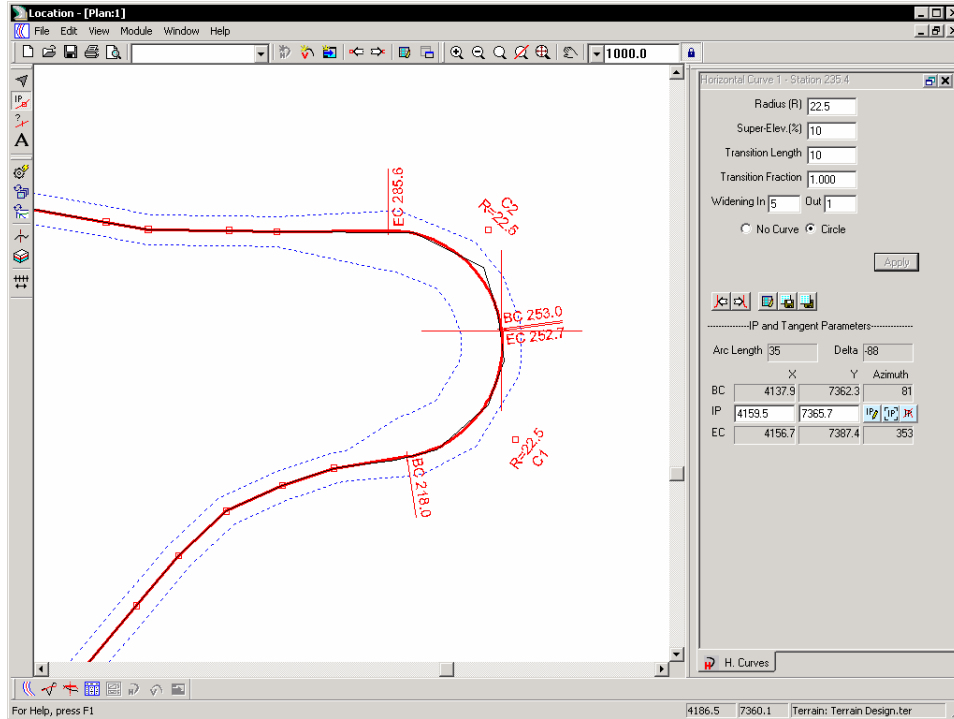 Location - [Plan:1]
File Edit View Module Window Help
1000.0
IP
?
A
Horizontal Curve 1 - Station 235.4
Radius (R) 22.5
Super-Elev.(%) 10
Transition Length 10
Transition Fraction 1.000
Widening In 5 Out 1
No Curve Circle
Apply
IP and Tangent Parameters
Arc Length 35 Delta -88
X Y Azimuth
BC 4137.9 7362.3 81
IP 4159.5 7365.7 IP [IP] IP
EC 4156.7 7387.4 353
EC 285.6
C2
R=22.5
BC 253.0
EC 252.7
R=22.5
C1
BC 218.0
H. Curves
For Help, press F1
4186.5 7360.1 Terrain: Terrain Design.ter